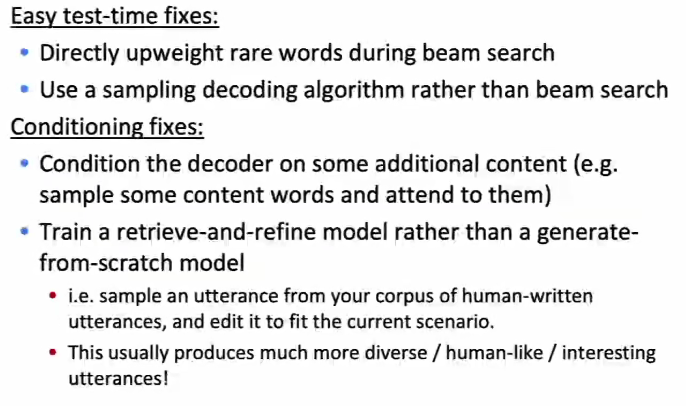 Easy test-time fixes:
• Directly upweight rare words during beam search
• Use a sampling decoding algorithm rather than beam search
Conditioning fixes:
• Condition the decoder on some additional content (e.g.
sample some content words and attend to them)
• Train a retrieve-and-refine model rather than a generate-
from-scratch model
• i.e. sample an utterance from your corpus of human-written
utterances, and edit it to fit the current scenario.
• This usually produces much more diverse / human-like / interesting
utterances!